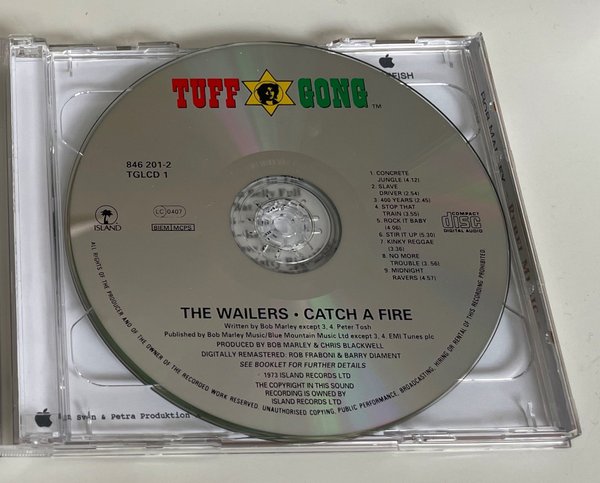 TUFF GONG ™
846 201-2
TGLCD 1
ISLAND
LC 0407
BIEM MCPS
1. CONCRETE
JUNGLE (4.12)
2. SLAVE
DRIVER (2.54)
3. 400 YEARS (2.45)
4. STOP THAT
TRAIN (3.55)
5. ROCK IT BABY
(4.06)
6. STIR IT UP (5.30)
7. KINKY REGGAE
(3.36)
8. NO MORE
TROUBLE (3.56)
9. MIDNIGHT
RAVERS (4.57)
COMPACT
disc
DIGITAL AUDIO
THE WAILERS • CATCH A FIRE
Written by Bob Marley except 3, 4. Peter Tosh
Published by Bob Marley Music/Blue Mountain Music Ltd except 3, 4. EMI Tunes plc
PRODUCED BY BOB MARLEY & CHRIS BLACKWELL
DIGITALLY REMASTERED: ROB FRABONI & BARRY DIAMENT
SEE BOOKLET FOR FURTHER DETAILS
1973 ISLAND RECORDS LTD
THE COPYRIGHT IN THIS SOUND
RECORDING IS OWNED BY
ISLAND RECORDS LTD
ALL RIGHTS OF THE PRODUCER AND OF THE OWNER OF THE RECORDED WORK RESERVED. UNAUTHORISED COPYING, PUBLIC PERFORMANCE, BROADCASTING, HIRING OR RENTAL OF THIS RECORDING PROHIBITED
Sven & Petra Produktion